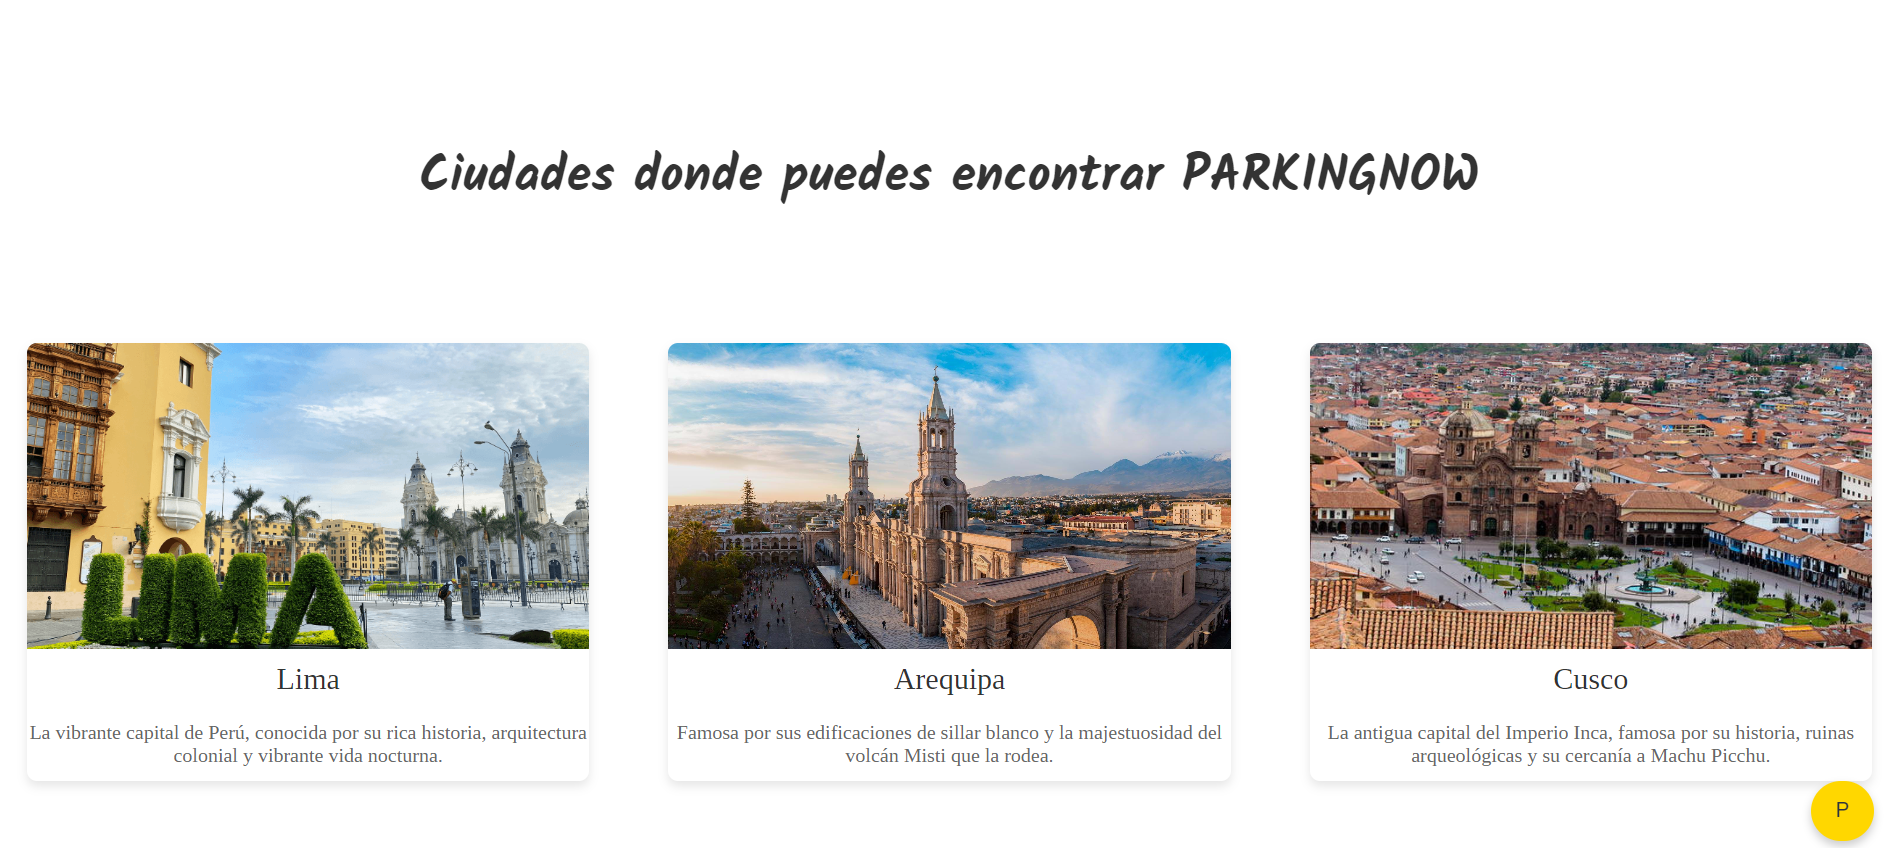 Ciudades donde puedes encontrar PARKINGNOW
LIMA
Lima
La vibrante capital de Perú, conocida por su rica historia, arquitectura
colonial y vibrante vida nocturna.
Arequipa
Famosa por sus edificaciones de sillar blanco y la majestuosidad del
volcán Misti que la rodea.
Cusco
La antigua capital del Imperio Inca, famosa por su historia, ruinas
arqueológicas y su cercanía a Machu Picchu.
P